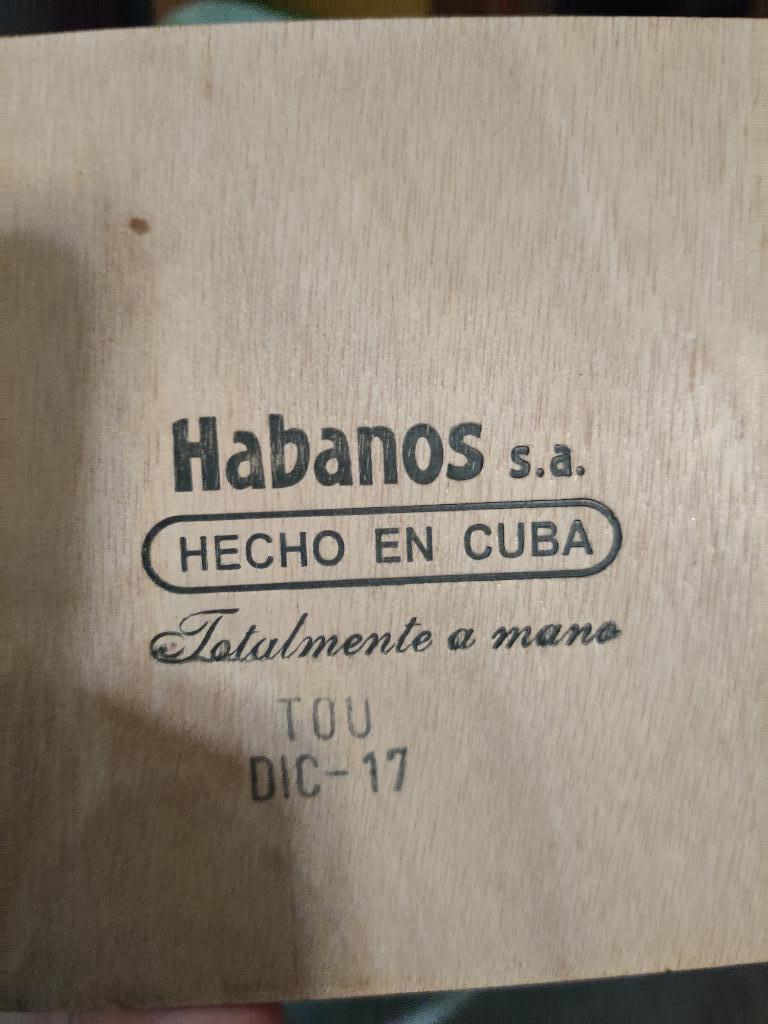 Habanos s.a.
HECHO EN CUBA
Totalmente a mano
TOU
DIC-17